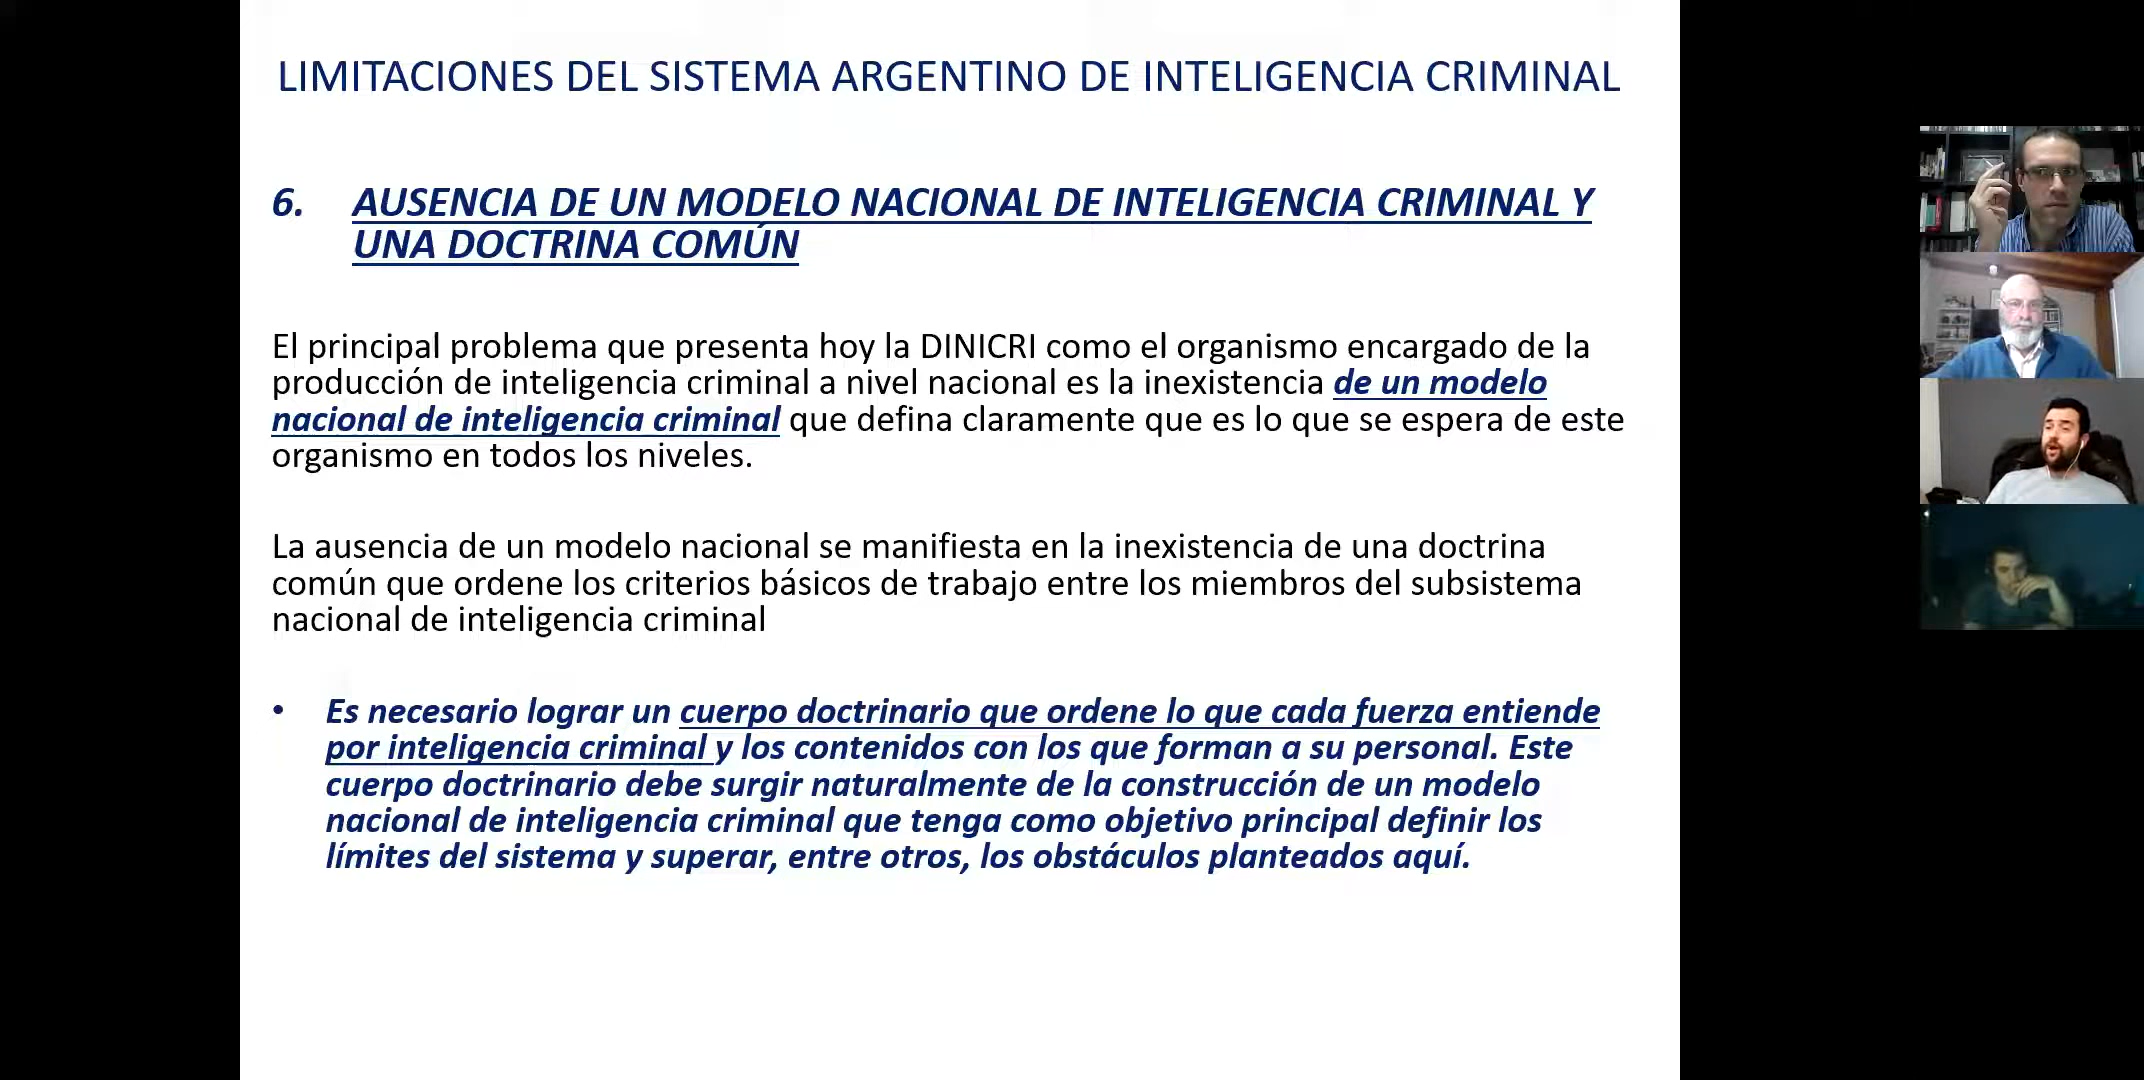 LIMITACIONES DEL SISTEMA ARGENTINO DE INTELIGENCIA CRIMINAL
6. AUSENCIA DE UN MODELO NACIONAL DE INTELIGENCIA CRIMINAL Y
UNA DOCTRINA COMÚN
El principal problema que presenta hoy la DINICRI como el organismo encargado de la
producción de inteligencia criminal a nivel nacional es la inexistencia de un modelo
nacional de inteligencia criminal que defina claramente que es lo que se espera de este
organismo en todos los niveles.
La ausencia de un modelo nacional se manifiesta en la inexistencia de una doctrina
común que ordene los criterios básicos de trabajo entre los miembros del subsistema
nacional de inteligencia criminal
• Es necesario lograr un cuerpo doctrinario que ordene lo que cada fuerza entiende
por inteligencia criminal y los contenidos con los que forman a su personal. Este
cuerpo doctrinario debe surgir naturalmente de la construcción de un modelo
nacional de inteligencia criminal que tenga como objetivo principal definir los
límites del sistema y superar, entre otros, los obstáculos planteados aquí.